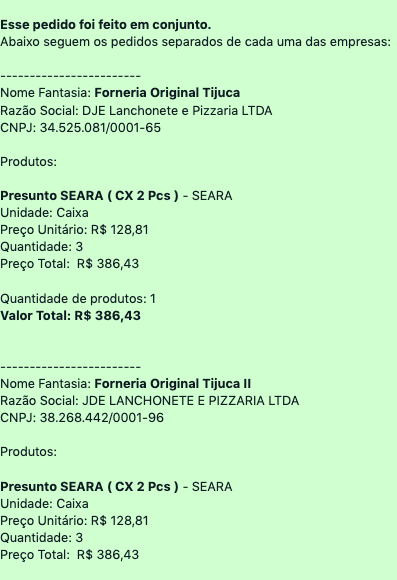 Esse pedido foi feito em conjunto.
Abaixo seguem os pedidos separados de cada uma das empresas:
------------------------
Nome Fantasia: Forneria Original Tijuca
Razão Social: DJE Lanchonete e Pizzaria LTDA
CNPJ: 34.525.081/0001-65
Produtos:
Presunto SEARA ( CX 2 Pcs ) - SEARA
Unidade: Caixa
Preço Unitário: R$ 128,81
Quantidade: 3
Preço Total:  R$ 386,43
Quantidade de produtos: 1
Valor Total: R$ 386,43
------------------------
Nome Fantasia: Forneria Original Tijuca II
Razão Social: JDE LANCHONETE E PIZZARIA LTDA
CNPJ: 38.268.442/0001-96
Produtos:
Presunto SEARA ( CX 2 Pcs ) - SEARA
Unidade: Caixa
Preço Unitário: R$ 128,81
Quantidade: 3
Preço Total:  R$ 386,43